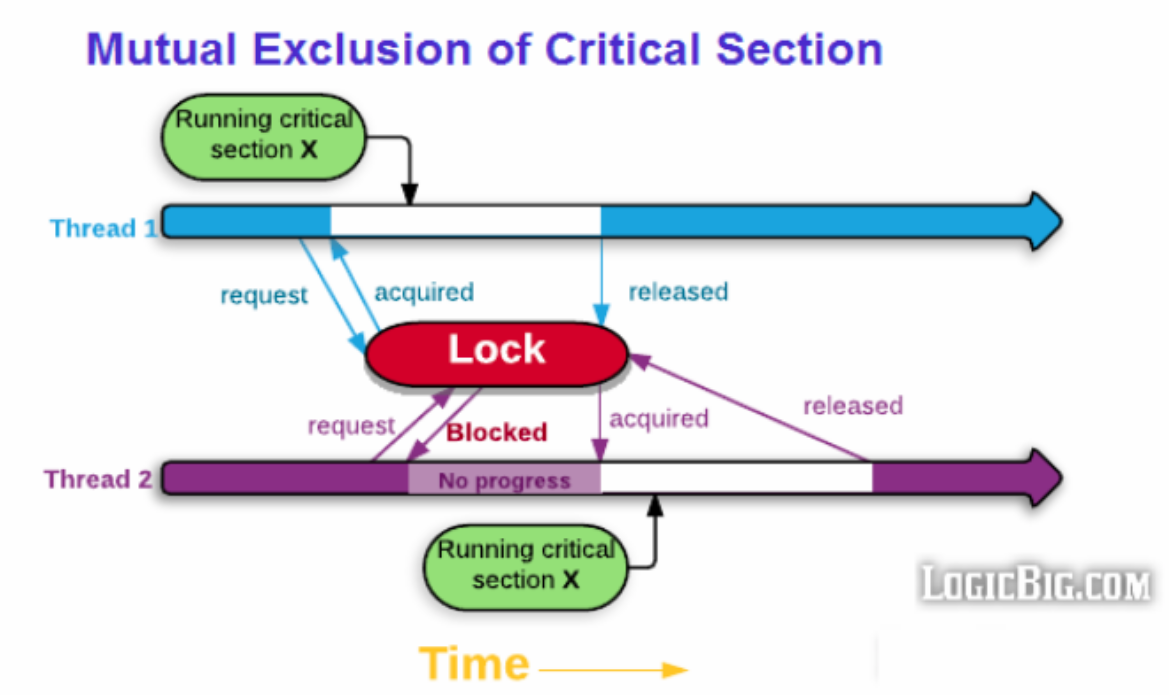 Mutual Exclusion of Critical Section
Running critical
section X
Thread 1
request
acquired
released
Lock
request
Blocked
acquired
released
Thread 2
No progress
Running critical
section X
LogicBig.com
Time